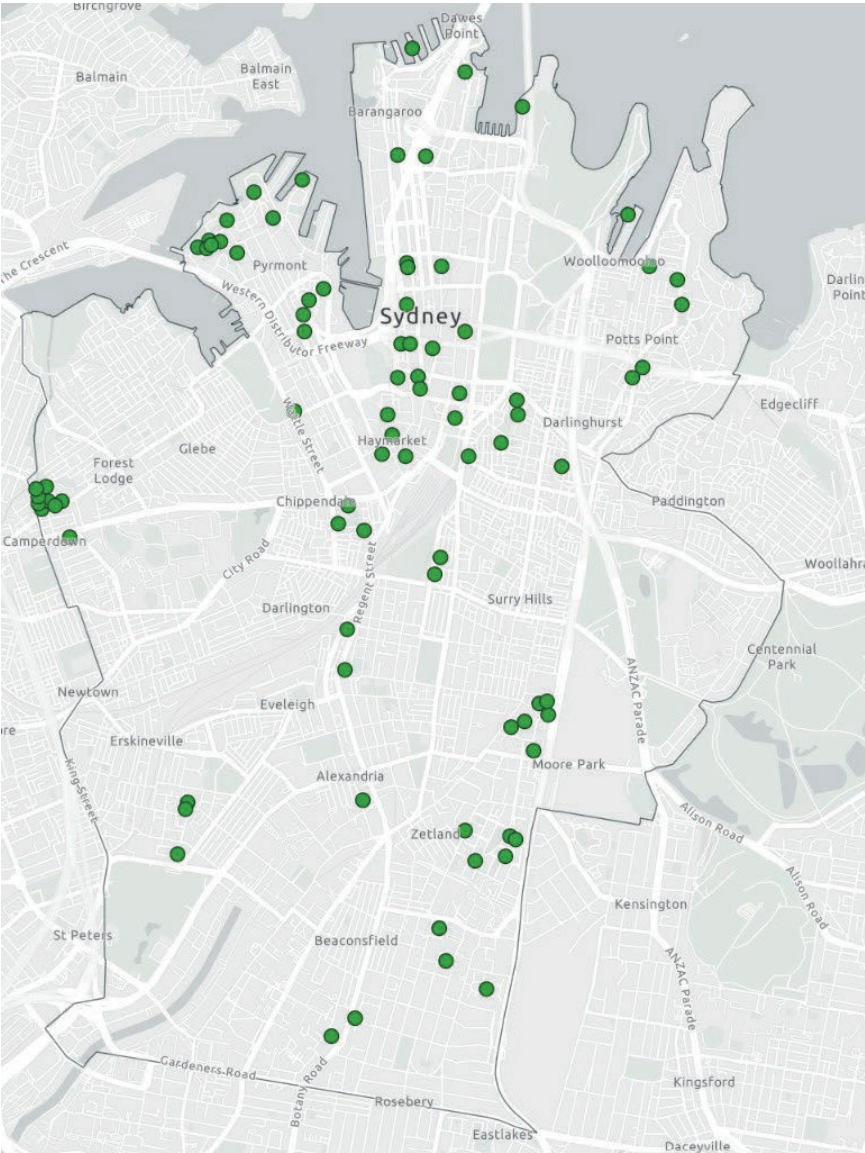 Birchgrove
Dawes
Point
Balmain
Balmain
East
Barangaroo
The Crescent
Pyrmont
Woolloomooloo
Darlin
Point
Western Distributor Freeway
Sydney
Potts Point
Edgecliff
Wattle Street
Darlinghurst
Haymarket
Glebe
Forest
Lodge
Chippendale
Paddington
Camperdown
City Road
Woollahra
Regent Street
Darlington
Surry Hills
Centennial
Park
ANZAC Parade
Newtown
Eveleigh
re
Erskineville
King Street
Alexandria
Moore Park
Alison Road
Zetland
Alison Road
Kensington
St Peters
Beaconsfield
ANZAC Parade
Gardeners Road
Botany Road
Kingsford
Rosebery
Eastlakes
Daceyville